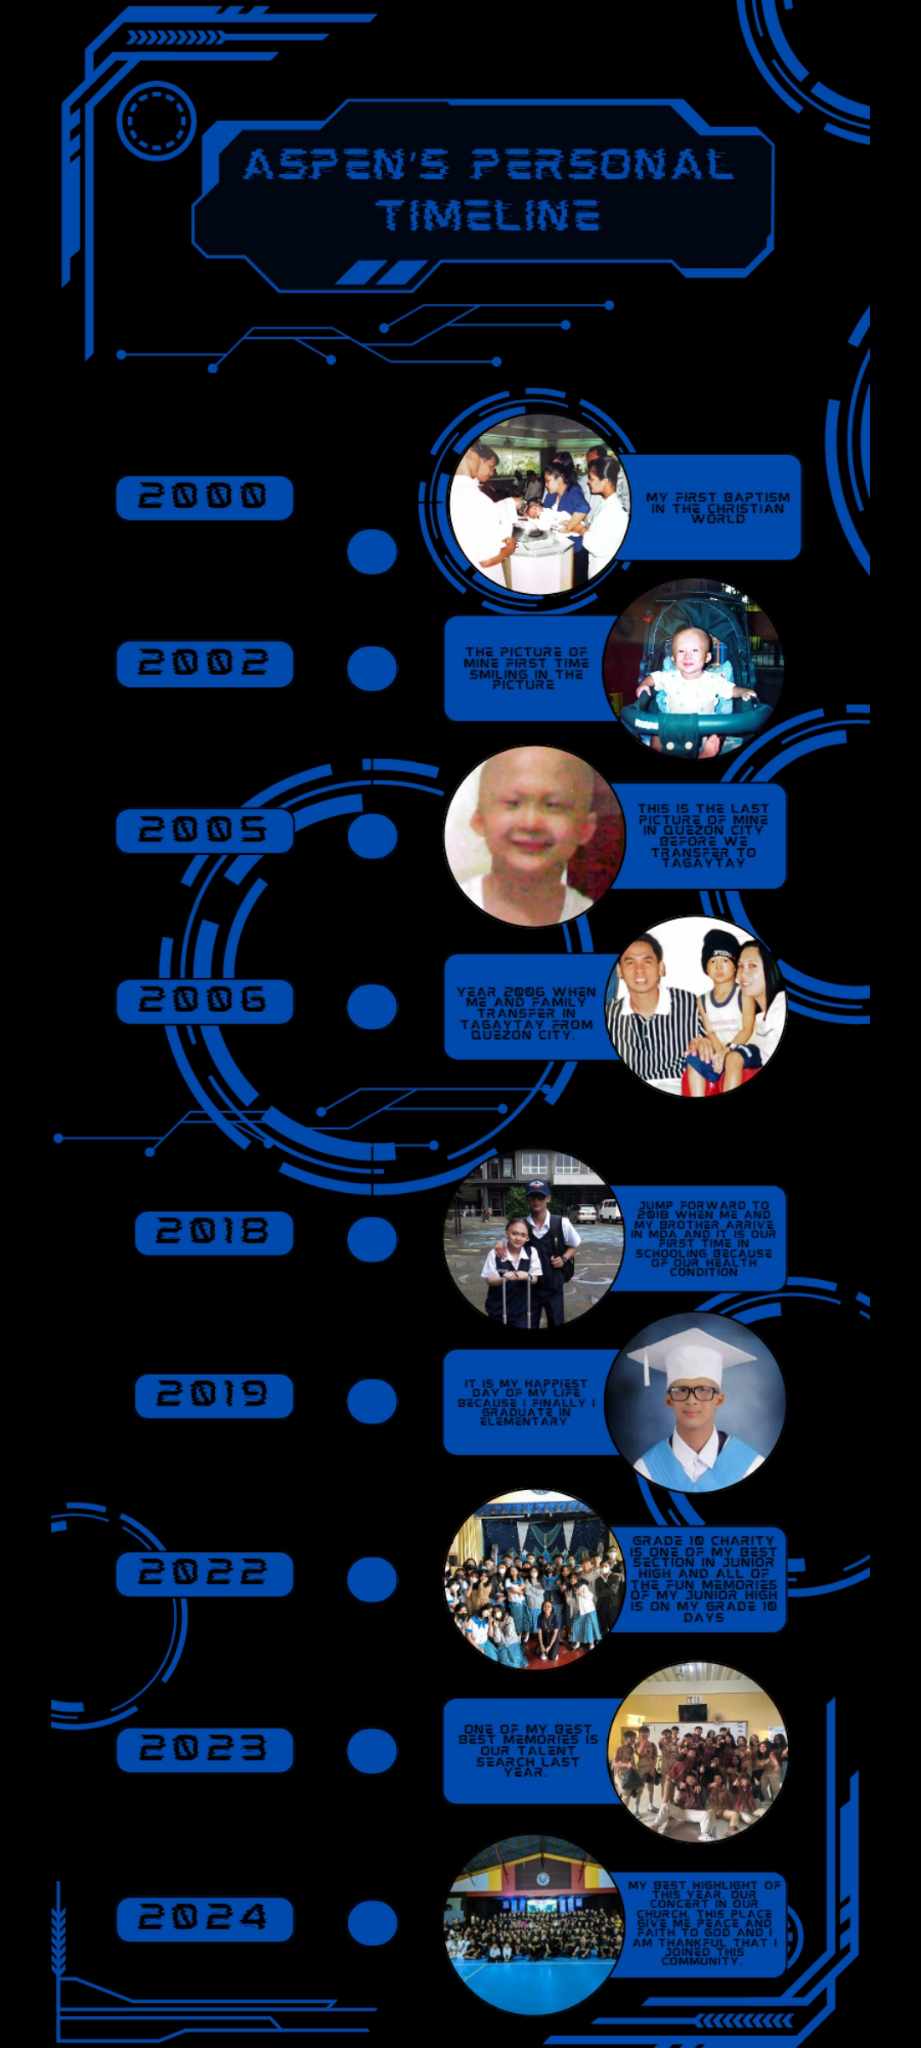 ASPEN'S PERSONAL
TIMELINE
2000
MY FIRST BAPTISM
IN THE CHRISTIAN
WORLD
2002
THE PICTURE OF
MINE FIRST TIME
SMILING IN THE
PICTURE
2005
THIS IS THE LAST
PICTURE OF MINE
IN QUEZON CITY
BEFORE WE
TRANSFER TO
TAGAYTAY
2006
YEAR 2006 WHEN
ME AND FAMILY
TRANSFER IN
TAGAYTAY FROM
QUEZON CITY.
2018
JUMP FORWARD TO
2018 WHEN ME AND
MY BROTHER ARRIVE
IN MDA AND IT IS OUR
FIRST TIME IN
SCHOOLING BECAUSE
OF OUR HEALTH
CONDITION
2019
IT IS MY HAPPIEST
DAY OF MY LIFE
BECAUSE I FINALLY I
GRADUATE IN
ELEMENTARY
2022
GRADE 10 CHARITY
IS ONE OF MY BEST
SECTION IN JUNIOR
HIGH AND ALL OF
THE FUN MEMORIES
OF MY JUNIOR HIGH
IS ON MY GRADE 10
DAYS
2023
ONE OF MY BEST
BEST MEMORIES IS
OUR TALENT
SEARCH LAST
YEAR.
2024
MY BEST HIGHLIGHT OF
THIS YEAR, OUR
CONCERT IN OUR
CHURCH, THIS PLACE
GIVE ME PEACE AND
FAITH TO GOD AND I
AM THANKFUL THAT I
JOINED THIS
COMMUNITY.